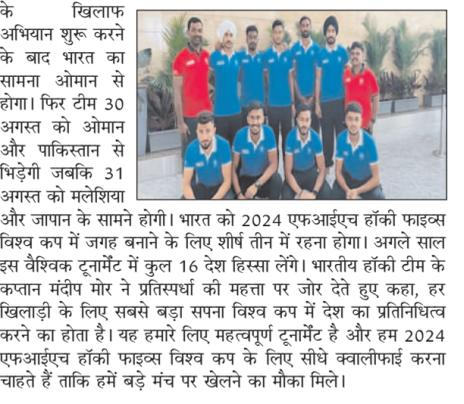 के खिलाफ
अभियान शुरू करने
के बाद भारत का
सामना ओमान से
होगा। फिर टीम 30
अगस्त को ओमान
और पाकिस्तान से
भिड़ेगी जबकि 31
अगस्त को मलेशिया
और जापान के सामने होगी। भारत को 2024 एफआईएच हॉकी फाइव्स
विश्व कप में जगह बनाने के लिए शीर्ष तीन में रहना होगा। अगले साल
इस वैश्विक टूनार्मेंट में कुल 16 देश हिस्सा लेंगे। भारतीय हॉकी टीम के
कप्तान मंदीप मोर ने प्रतिस्पर्धा की महत्ता पर जोर देते हुए कहा, हर
खिलाड़ी के लिए सबसे बड़ा सपना विश्व कप में देश का प्रतिनिधित्व
करने का होता है। यह हमारे लिए महत्वपूर्ण टूनार्मेंट है और हम 2024
एफआईएच हॉकी फाइव्स विश्व कप के लिए सीधे क्वालीफाई करना
चाहते हैं ताकि हमें बड़े मंच पर खेलने का मौका मिले।